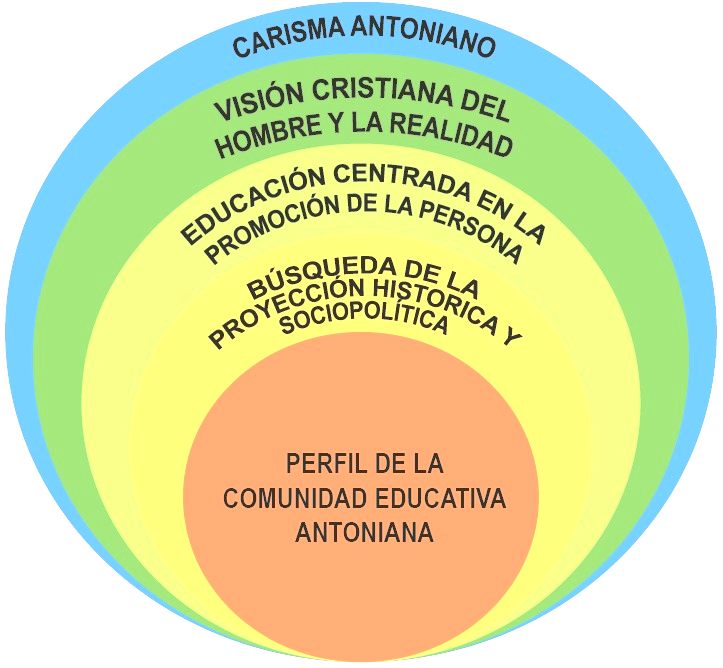 CARISMA ANTONIANO
VISIÓN CRISTIANA DEL
HOMBRE Y LA REALIDAD
EDUCACIÓN CENTRADA EN LA
PROMOCIÓN DE LA PERSONA
BÚSQUEDA DE LA
PROYECCIÓN HISTORICA Y
SOCIOPOLÍTICA
PERFIL DE LA
COMUNIDAD EDUCATIVA
ANTONIANA